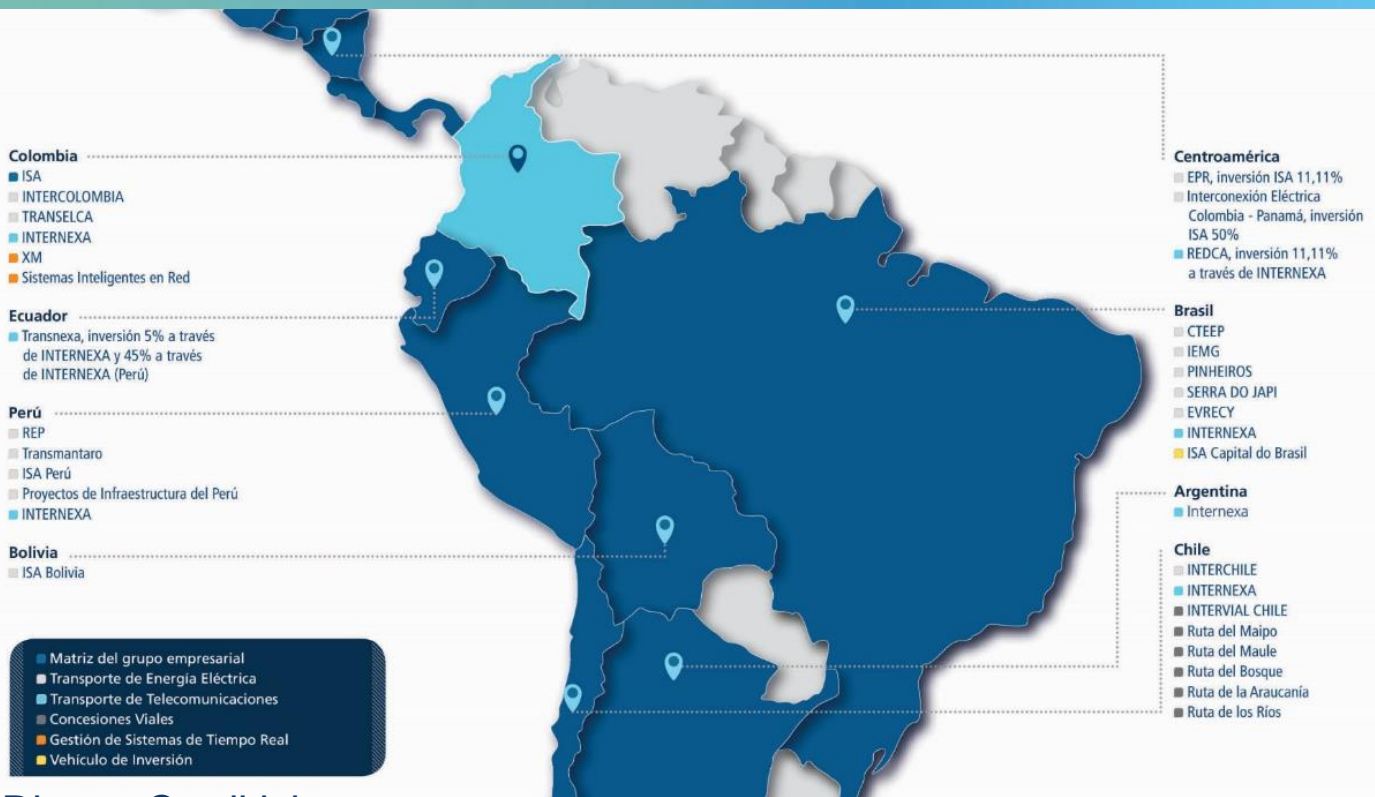 Colombia
ISA
INTERCOLOMBIA
TRANSELCA
INTERNEXA
XM
Sistemas Inteligentes en Red
Ecuador
Transnexa, inversión 5% a través
de INTERNEXA y 45% a través
de INTERNEXA (Perú)
Perú
REP
Transmantaro
ISA Perú
Proyectos de Infraestructura del Perú
INTERNEXA
Bolivia
ISA Bolivia
Matriz del grupo empresarial
Transporte de Energía Eléctrica
Transporte de Telecomunicaciones
Concesiones Viales
Gestión de Sistemas de Tiempo Real
Vehículo de Inversión
Centroamérica
EPR, inversión ISA 11,11%
Interconexión Eléctrica
Colombia - Panamá, inversión
ISA 50%
REDCA, inversión 11,11%
a través de INTERNEXA
Brasil
CTEEP
IEMG
PINHEIROS
SERRA DO JAPI
EVRECY
INTERNEXA
ISA Capital do Brasil
Argentina
Internexa
Chile
INTERCHILE
INTERNEXA
INTERVIAL CHILE
Ruta del Maipo
Ruta del Maule
Ruta del Bosque
Ruta de la Araucanía
Ruta de los Ríos